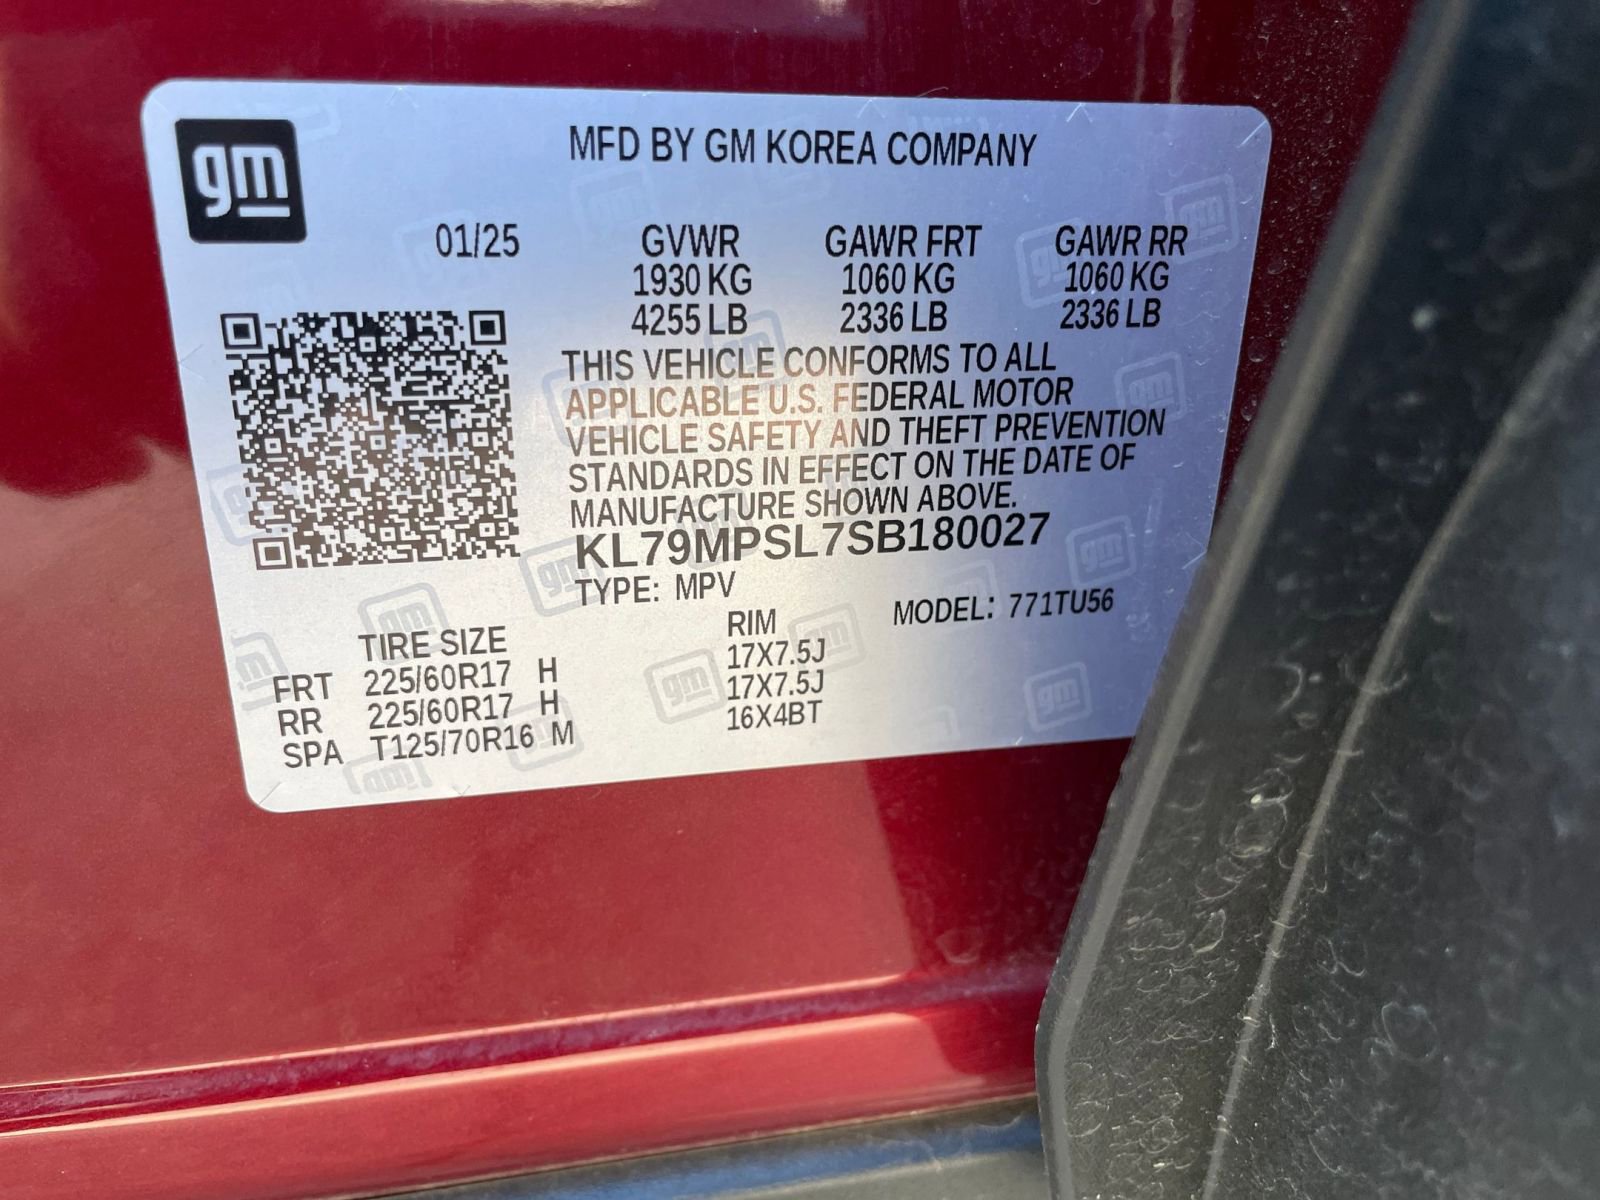 gm
MFD BY GM KOREA COMPANY
01/25 GVWR GAWR FRT GAWR RR
1930 KG 1060 KG 1060 KG
4255 LB 2336 LB 2336 LB
THIS VEHICLE CONFORMS TO ALL
APPLICABLE U.S. FEDERAL MOTOR
VEHICLE SAFETY AND THEFT PREVENTION
STANDARDS IN EFFECT ON THE DATE OF
MANUFACTURE SHOWN ABOVE.
KL79MPSL7SB180027
TYPE: MPV MODEL: 771TU56
TIRE SIZE RIM
FRT 225/60R17 H 17X7.5J
RR 225/60R17 H 17X7.5J
SPA T125/70R16 M 16X4BT